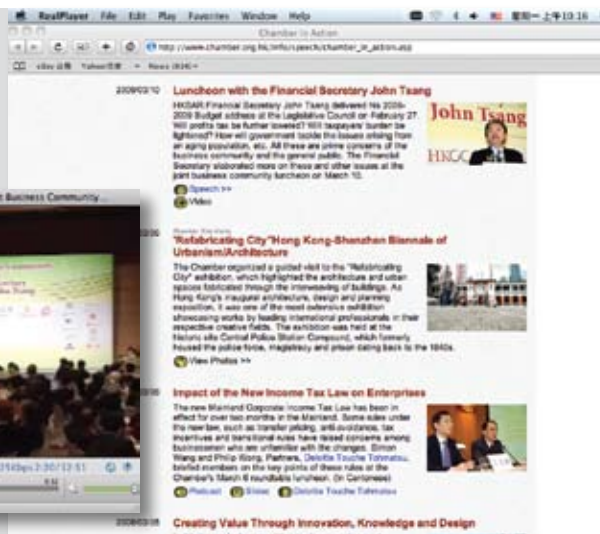 RealPlayer File Edit Play Favorites Window Help 星期一 上午10:16
Chamber in Action
http://www.chamber.org.hk/info/speech/chamber_in_action.asp
News
2008/03/10 Luncheon with the Financial Secretary John Tsang
HKSAR Financial Secretary John Tsang delivered his 2008-
2009 Budget address at the Legislative Council on February 27.
Will profits tax be further lowered? Will taxpayers' burden be
lightened? How will government tackle the issues arising from
an aging population, etc. All these are prime concerns of the
business community and the general public. The Financial
Secretary elaborated more on these and other issues at the
joint business community luncheon on March 10.
John Tsang
HKGC
Speech >>
Video
Business Community...
"Refabricating City"Hong Kong-Shenzhen Biennale of
Urbanism/Architecture
The Chamber organized a guided visit to the "Refabricating
City" exhibition, which highlighted the architecture and urban
spaces fabricated through the interweaving of buildings. As
Hong Kong's inaugural architecture, design and planning
exposition, it was one of the most extensive exhibition
showcasing works by leading international professionals in their
respective creative fields. The exhibition was held at the
historic site Central Police Station Compound, which formerly
housed the police force, magistracy and prison dating back to the 1840s.
View Photos >>
Impact of the New Income Tax Law on Enterprises
The new Mainland Corporate Income Tax Law has been in
effect for over two months in the Mainland. Some rules under
the new law, such as transfer pricing, anti-avoidance, tax
incentives and transitional rules have raised concerns among
businessmen who are unfamiliar with the changes. Simon
Wang and Philip Wong, Partners, Deloitte Touche Tohmatsu,
briefed members on the key points of these rules at the
Chamber's March 6 roundtable luncheon. (in Cantonese)
Podcast Slides Deloitte Touche Tohmatsu
Creating Value Through Innovation, Knowledge and Design